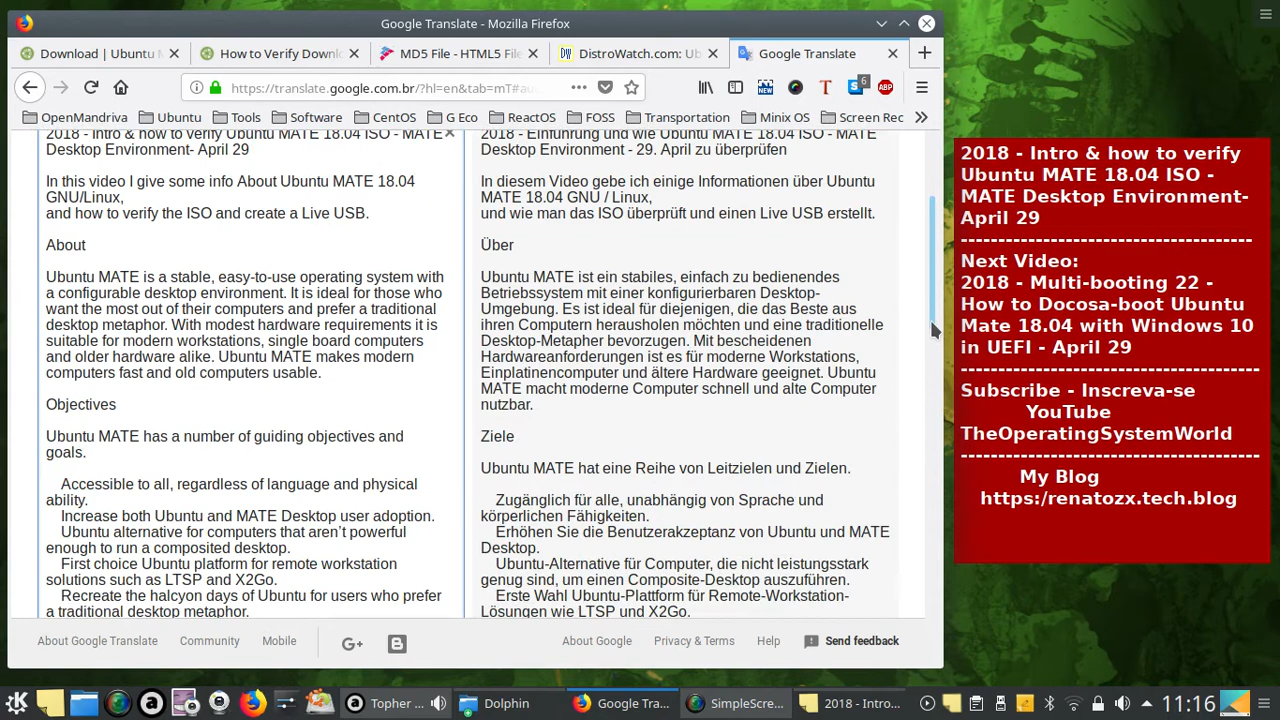 Google Translate - Mozilla Firefox
Download | Ubuntu M
How to Verify Downl
MD5 File - HTML5 File
DistroWatch.com: Ub
Google Translate
https://translate.google.com.br/?hl=en&tab=mT#au
6
ABP
OpenMandriva
Ubuntu
Tools
Software
CentOS
G Eco
ReactOS
FOSS
Transportation
Minix OS
Screen Rec
2018 - Intro & how to verify Ubuntu MATE 18.04 ISO - MATE
Desktop Environment- April 29
In this video I give some info About Ubuntu MATE 18.04
GNU/Linux,
and how to verify the ISO and create a Live USB.
About
Ubuntu MATE is a stable, easy-to-use operating system with
a configurable desktop environment. It is ideal for those who
want the most out of their computers and prefer a traditional
desktop metaphor. With modest hardware requirements it is
suitable for modern workstations, single board computers
and older hardware alike. Ubuntu MATE makes modern
computers fast and old computers usable.
Objectives
Ubuntu MATE has a number of guiding objectives and
goals.
Accessible to all, regardless of language and physical
ability.
Increase both Ubuntu and MATE Desktop user adoption.
Ubuntu alternative for computers that aren't powerful
enough to run a composited desktop.
First choice Ubuntu platform for remote workstation
solutions such as LTSP and X2Go.
Recreate the halcyon days of Ubuntu for users who prefer
a traditional desktop metaphor.
2018 - Einführung und wie Ubuntu MATE 18.04 ISO - MATE
Desktop Environment - 29. April zu überprüfen
In diesem Video gebe ich einige Informationen über Ubuntu
MATE 18.04 GNU / Linux,
und wie man das ISO überprüft und einen Live USB erstellt.
Über
Ubuntu MATE ist ein stabiles, einfach zu bedienendes
Betriebssystem mit einer konfigurierbaren Desktop-
Umgebung. Es ist ideal für diejenigen, die das Beste aus
ihren Computern herausholen möchten und eine traditionelle
Desktop-Metapher bevorzugen. Mit bescheidenen
Hardwareanforderungen ist es für moderne Workstations,
Einplatinencomputer und ältere Hardware geeignet. Ubuntu
MATE macht moderne Computer schnell und alte Computer
nutzbar.
Ziele
Ubuntu MATE hat eine Reihe von Leitzielen und Zielen.
Zugänglich für alle, unabhängig von Sprache und
körperlichen Fähigkeiten.
Erhöhen Sie die Benutzerakzeptanz von Ubuntu und MATE
Desktop.
Ubuntu-Alternative für Computer, die nicht leistungsstark
genug sind, um einen Composite-Desktop auszuführen.
Erste Wahl Ubuntu-Plattform für Remote-Workstation-
Lösungen wie LTSP und X2Go.
About Google Translate
Community
Mobile
G+
About Google
Privacy & Terms
Help
Send feedback
2018 - Intro & how to verify
Ubuntu MATE 18.04 ISO -
MATE Desktop Environment-
April 29
---------------------------------------
Next Video:
2018 - Multi-booting 22 -
How to Docosa-boot Ubuntu
Mate 18.04 with Windows 10
in UEFI - April 29
----------------------------------------
Subscribe - Inscreva-se
YouTube
TheOperatingSystemWorld
----------------------------------------
My Blog
https:/renatozx.tech.blog
Topher ...
Dolphin
Google Tra...
SimpleScre...
2018 - Intro...
11:16